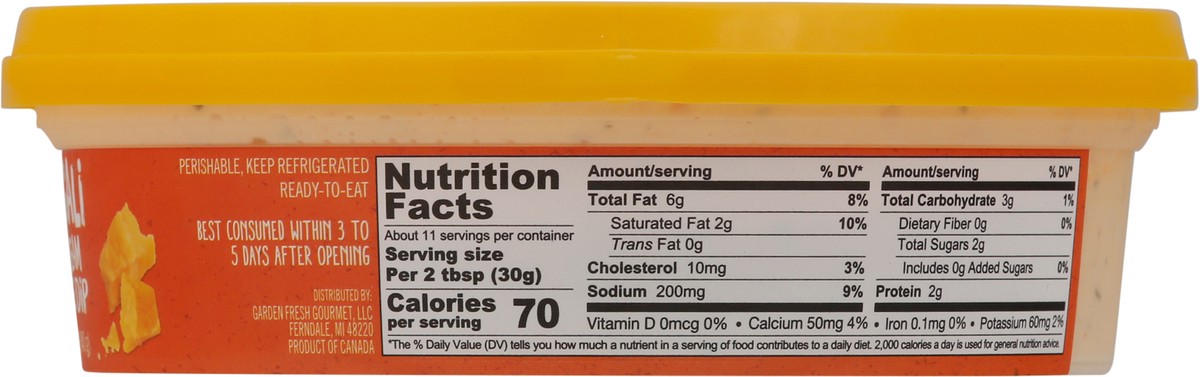 PERISHABLE, KEEP REFRIGERATED
READY-TO-EAT
BEST CONSUMED WITHIN 3 TO
5 DAYS AFTER OPENING
DISTRIBUTED BY:
GARDEN FRESH GOURMET, LLC
FERNDALE, MI 48220
PRODUCT OF CANADA
Nutrition
Facts
About 11 servings per container
Serving size
Per 2 tbsp (30g)
Calories
per serving 70
Amount/serving % DV*
Total Fat 6g 8%
Saturated Fat 2g 10%
Trans Fat 0g
Cholesterol 10mg 3%
Sodium 200mg 9%
Amount/serving % DV*
Total Carbohydrate 3g 1%
Dietary Fiber 0g 0%
Total Sugars 2g
Includes 0g Added Sugars 0%
Protein 2g
Vitamin D 0mcg 0% • Calcium 50mg 4% • Iron 0.1mg 0% • Potassium 60mg 2%
*The % Daily Value (DV) tells you how much a nutrient in a serving of food contributes to a daily diet. 2,000 calories a day is used for general nutrition advice.